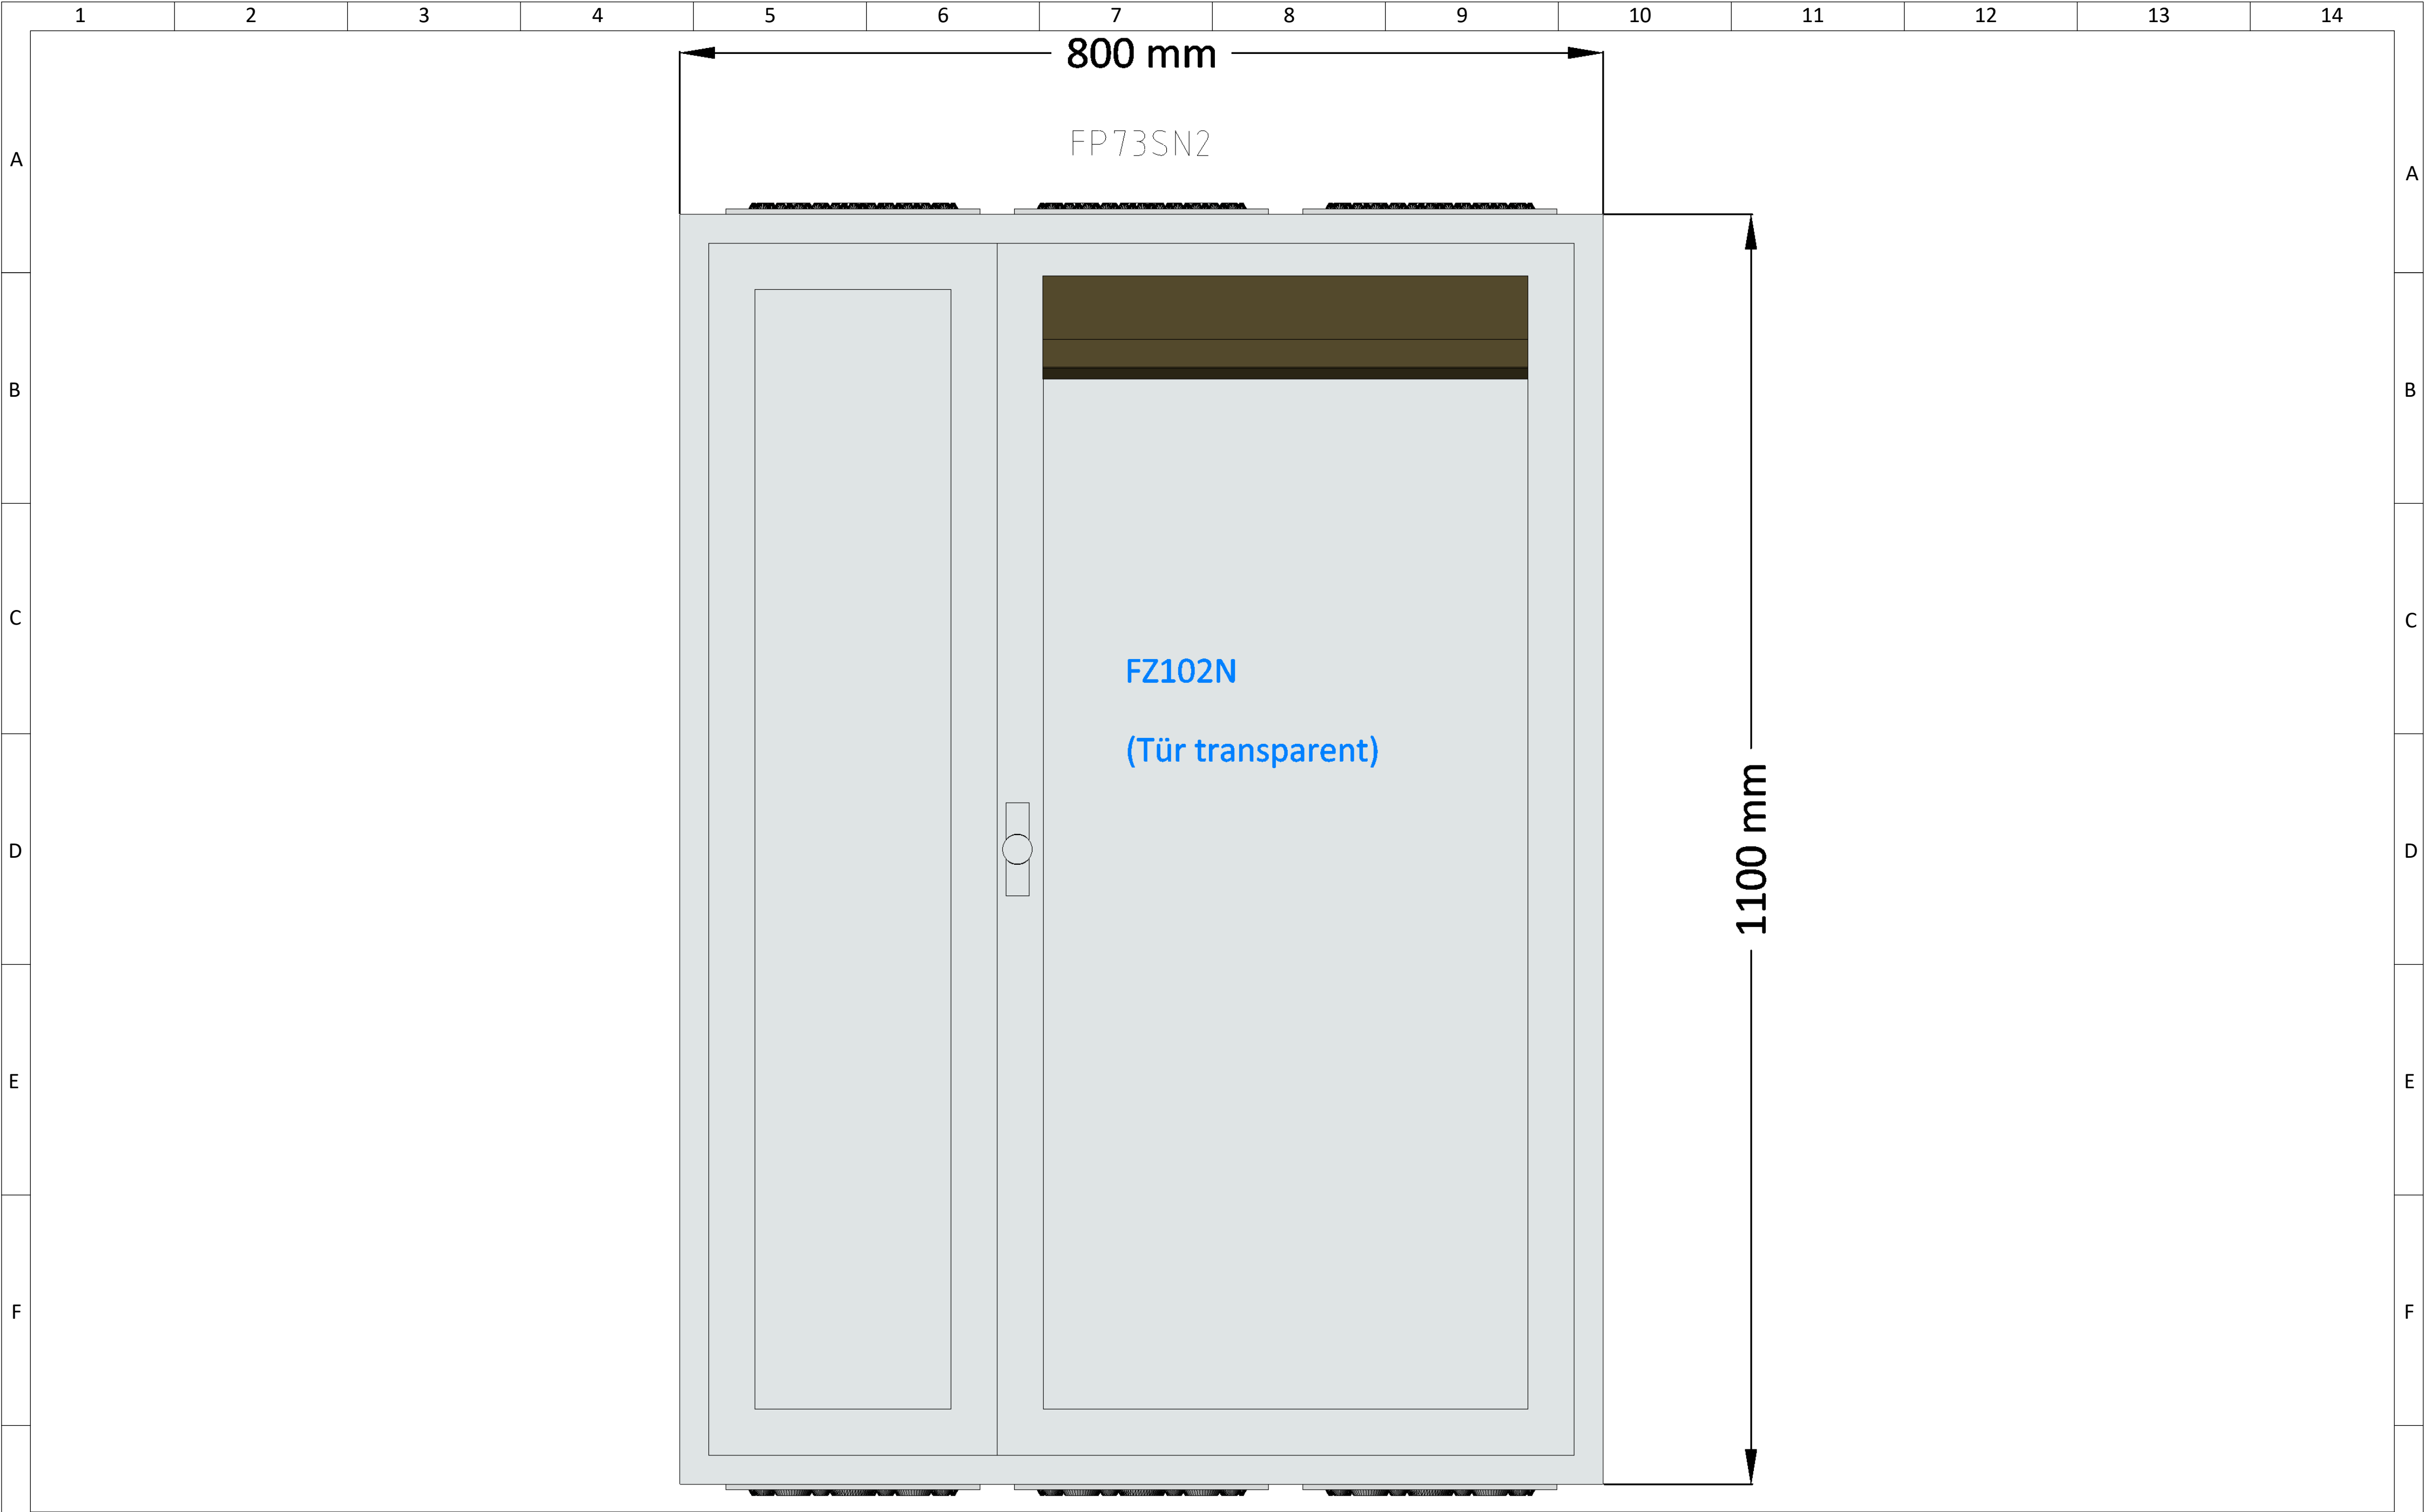 1 2 3 4 5 6 7 8 9 10 11 12 13 14
800 mm
FP73SN2
A A
B B
C C
FZ102N
(Tür transparent)
1100 mm
D D
E E
F F